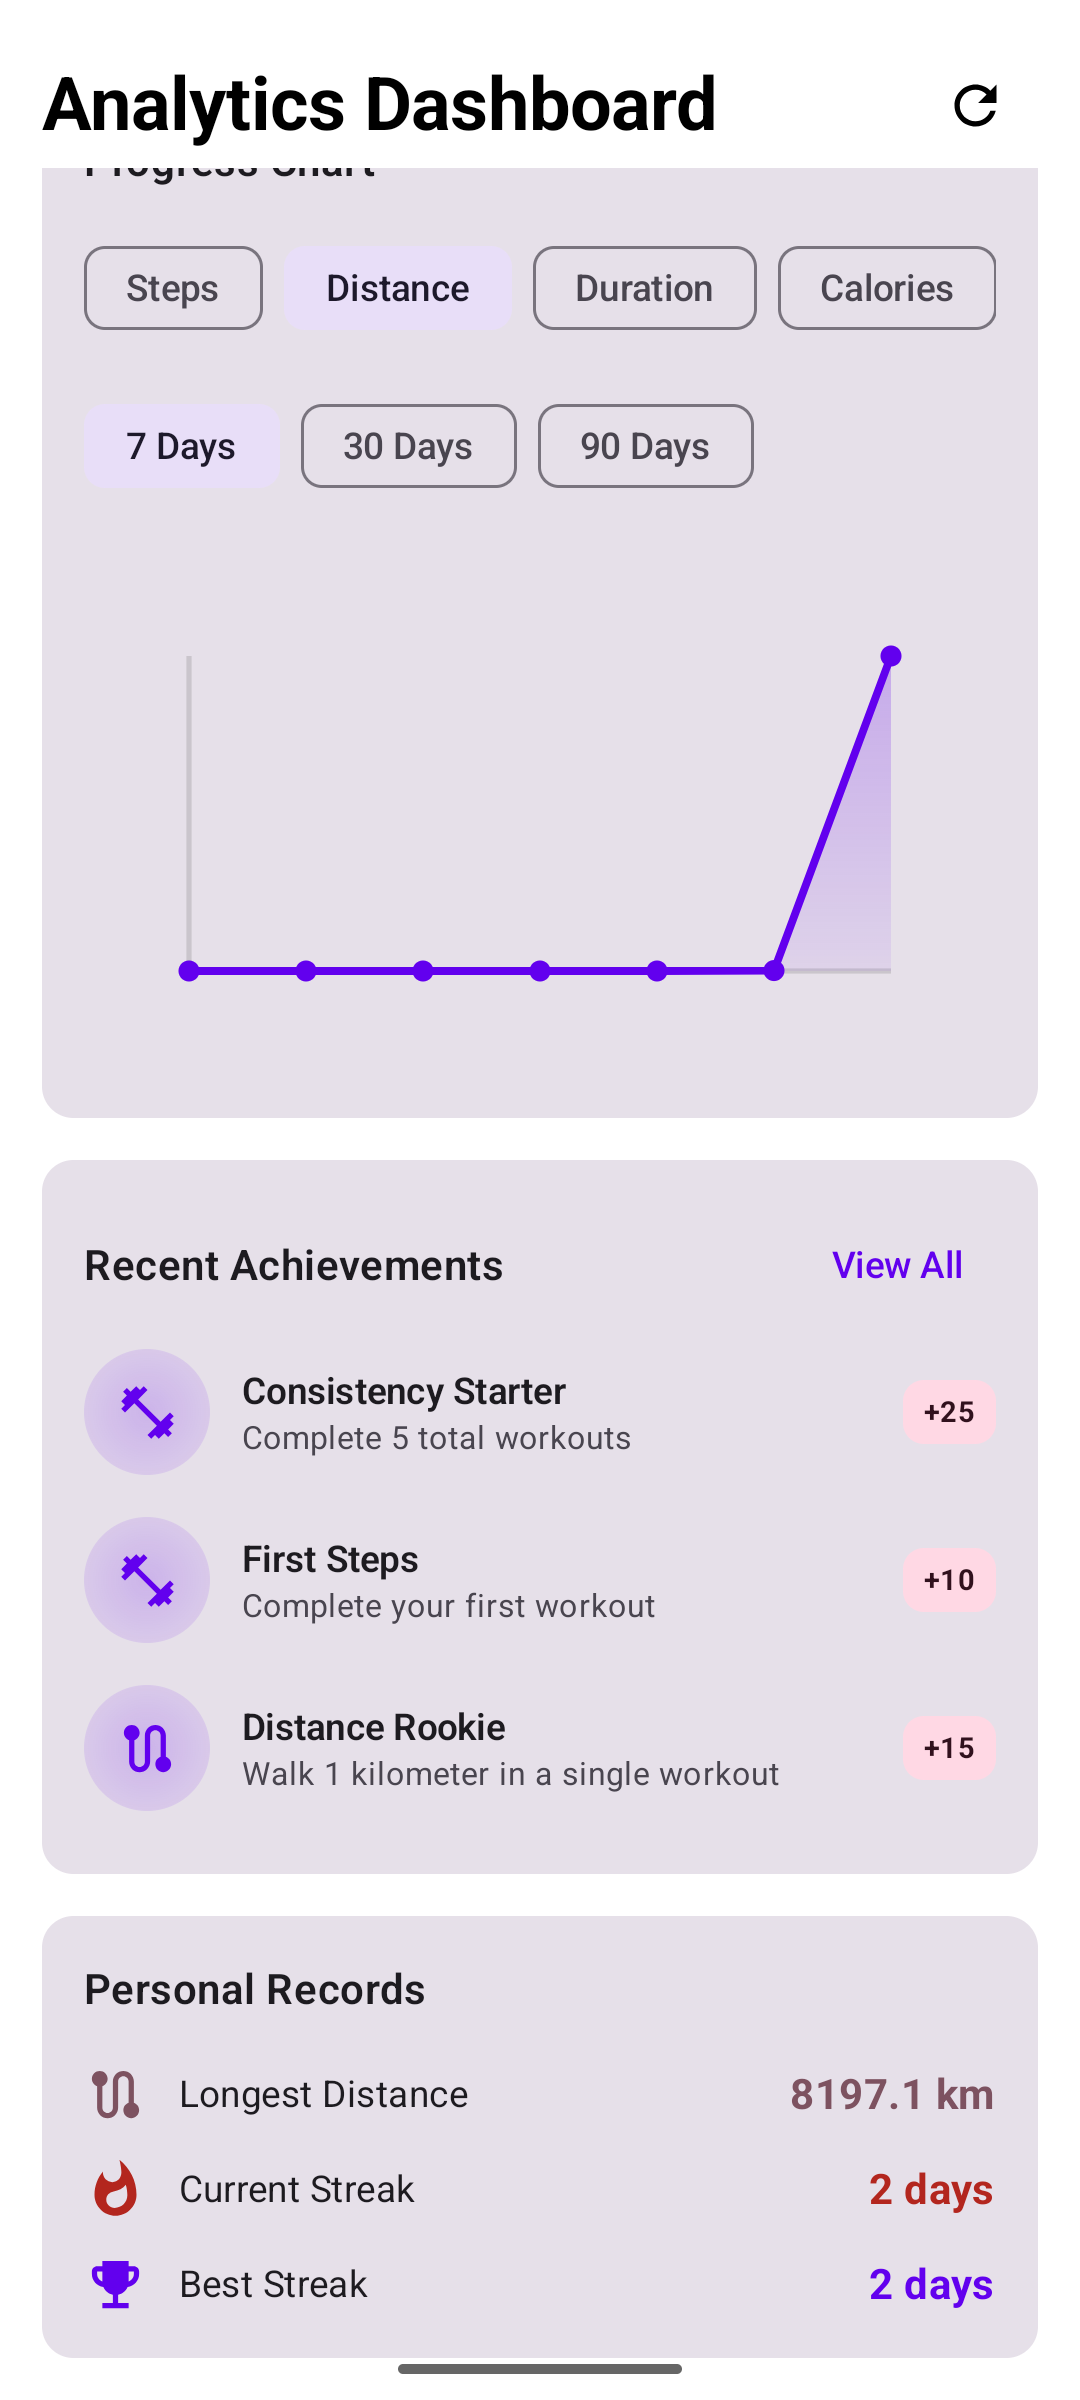 Analytics Dashboard
Progress Chart
Steps
Distance
Duration
Calories
7 Days
30 Days
90 Days
Recent Achievements
View All
Consistency Starter
Complete 5 total workouts
+25
First Steps
Complete your first workout
+10
Distance Rookie
Walk 1 kilometer in a single workout
+15
Personal Records
Longest Distance
8197.1 km
Current Streak
2 days
Best Streak
2 days